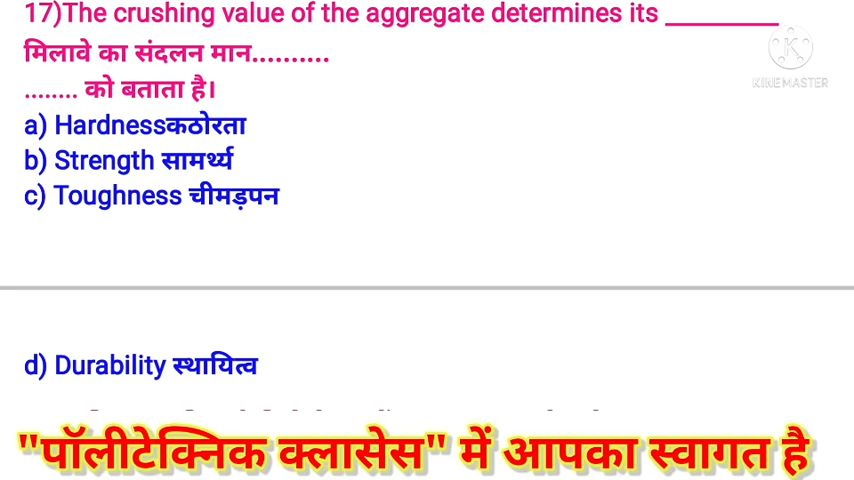 17)The crushing value of the aggregate determines its __________
मिलावे का संदलन मान..........
........ को बताता है।
a) Hardnessकठोरता
b) Strength सामर्थ्य
c) Toughness चीमड़पन
d) Durability स्थायित्व
"पॉलीटेक्निक क्लासेस" में आपका स्वागत है
KINEMASTER